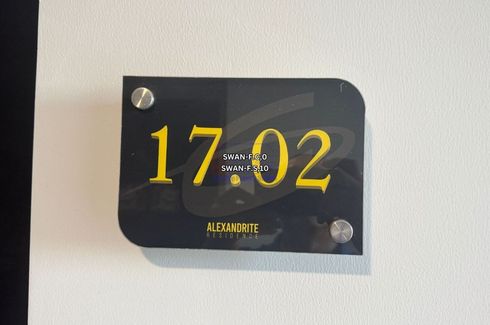 17.02
SWAN-F.C.0
SWAN-F.S.10
ALEXANDRITE
RESIDENCE